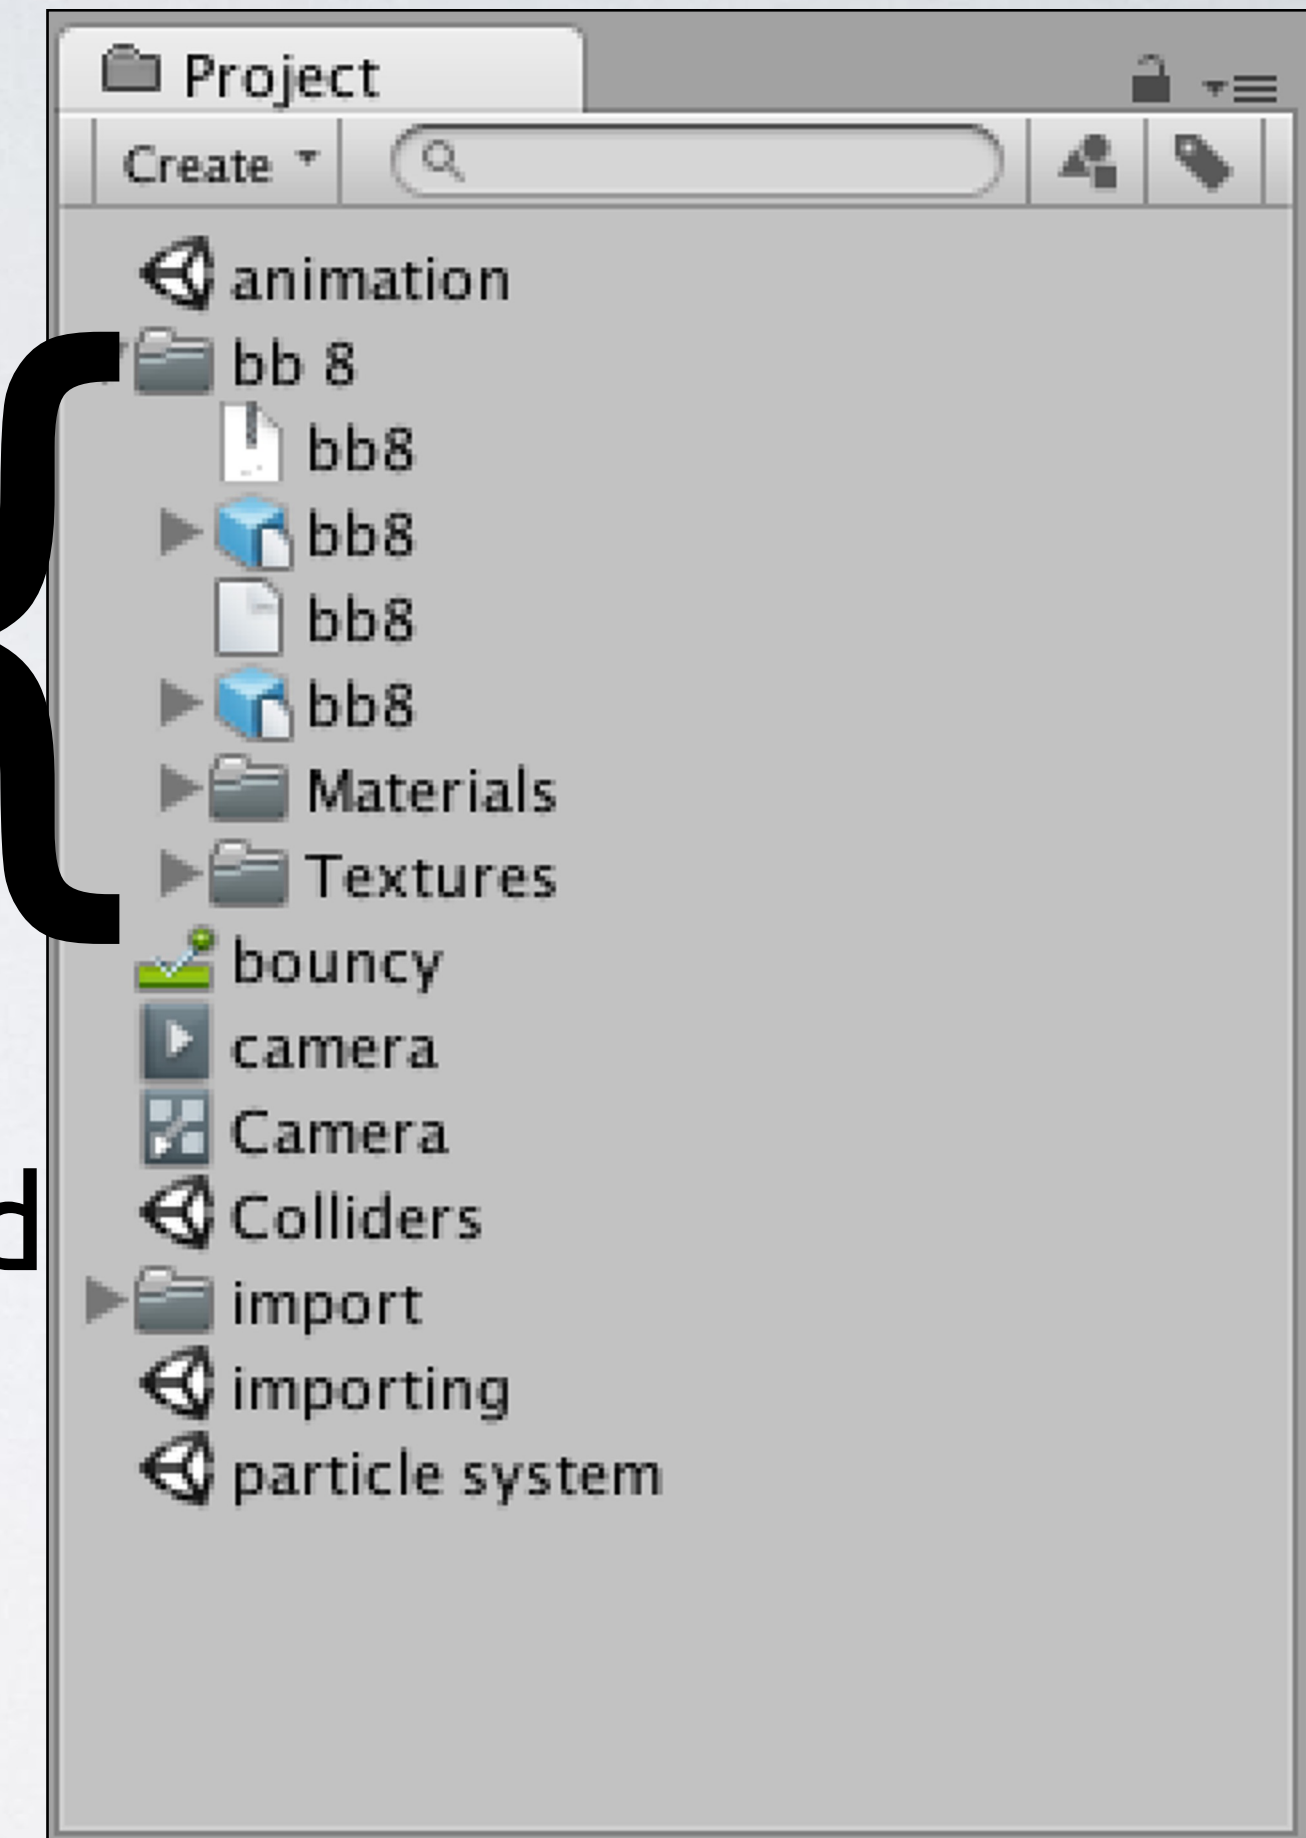 Project
Create
animation
bb 8
bb8
bb8
bb8
bb8
Materials
Textures
bouncy
camera
Camera
d
Colliders
import
importing
particle system